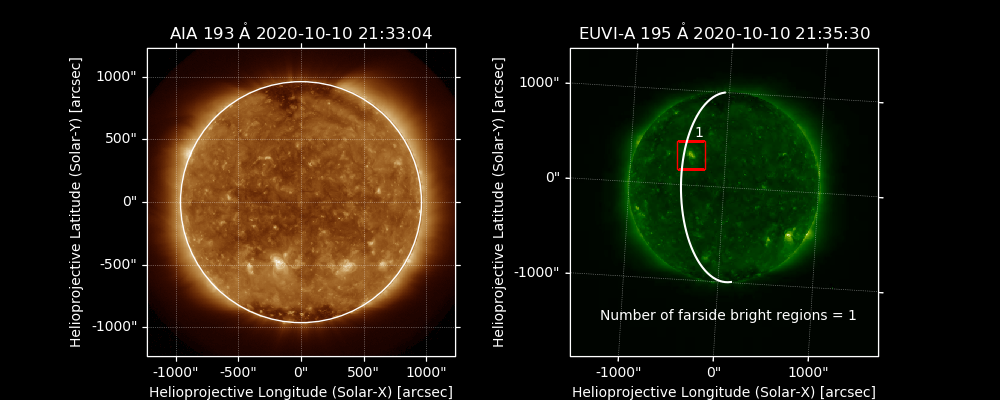 AIA 193 Å 2020-10-10 21:33:04
1000"
500"
0"
-500"
-1000"
-1000"
-500"
0"
500"
1000"
Helioprojective Latitude (Solar-Y) [arcsec]
Helioprojective Longitude (Solar-X) [arcsec]
EUVI-A 195 Å 2020-10-10 21:35:30
1000"
0"
-1000"
1
Number of farside bright regions = 1
-1000"
0"
1000"
Helioprojective Latitude (Solar-Y) [arcsec]
Helioprojective Longitude (Solar-X) [arcsec]